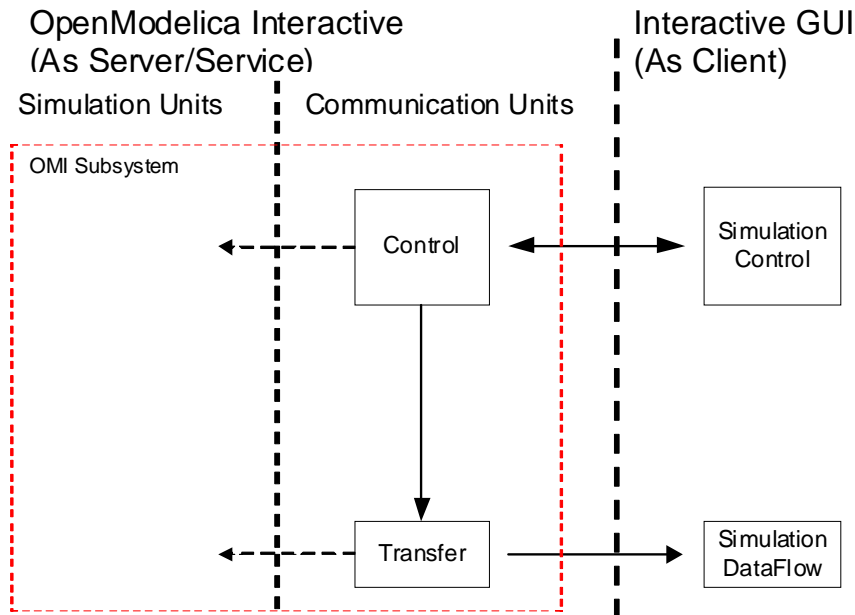 OpenModelica Interactive
(As Server/Service)
Interactive GUI
(As Client)
Simulation Units
Communication Units
OMI Subsystem
Control
Simulation
Control
Transfer
Simulation
DataFlow